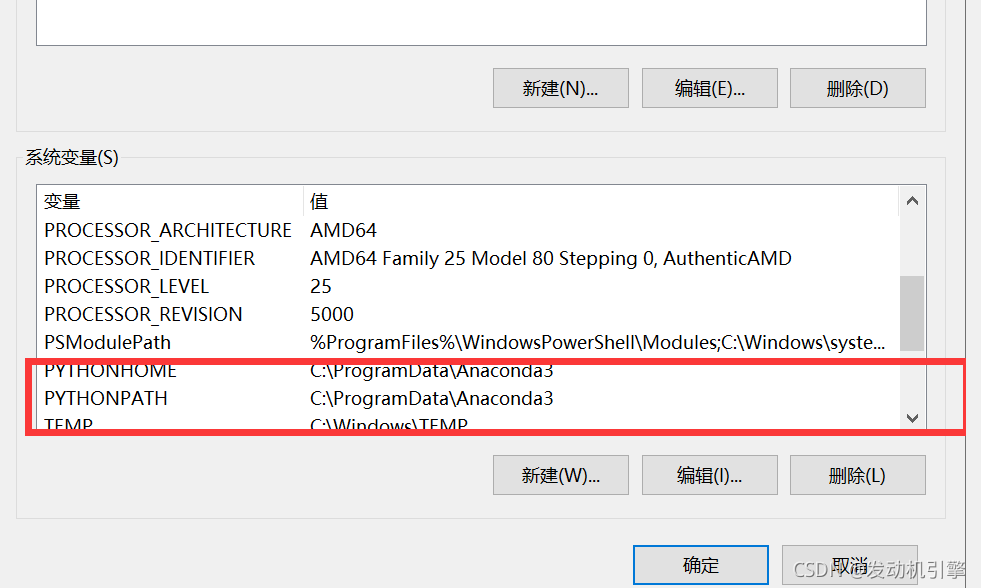 新建(N)... 编辑(E)... 删除(D)
系统变量(S)
变量 值
PROCESSOR_ARCHITECTURE AMD64
PROCESSOR_IDENTIFIER AMD64 Family 25 Model 80 Stepping 0, AuthenticAMD
PROCESSOR_LEVEL 25
PROCESSOR_REVISION 5000
PSModulePath %ProgramFiles%\WindowsPowerShell\Modules;C:\Windows\syste...
PYTHONHOME C:\ProgramData\Anaconda3
PYTHONPATH C:\ProgramData\Anaconda3
TEMP C:\Windows\TEMP
新建(W)... 编辑(I)... 删除(L)
确定 取消
CSDN @发动机引擎